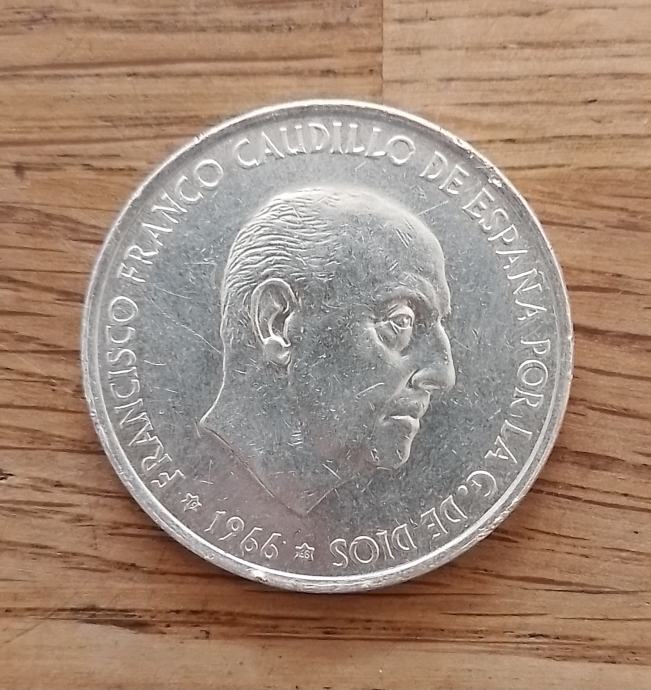 FRANCISCO FRANCO CAUDILLO DE ESPAÑA POR LA G. DE DIOS
1966